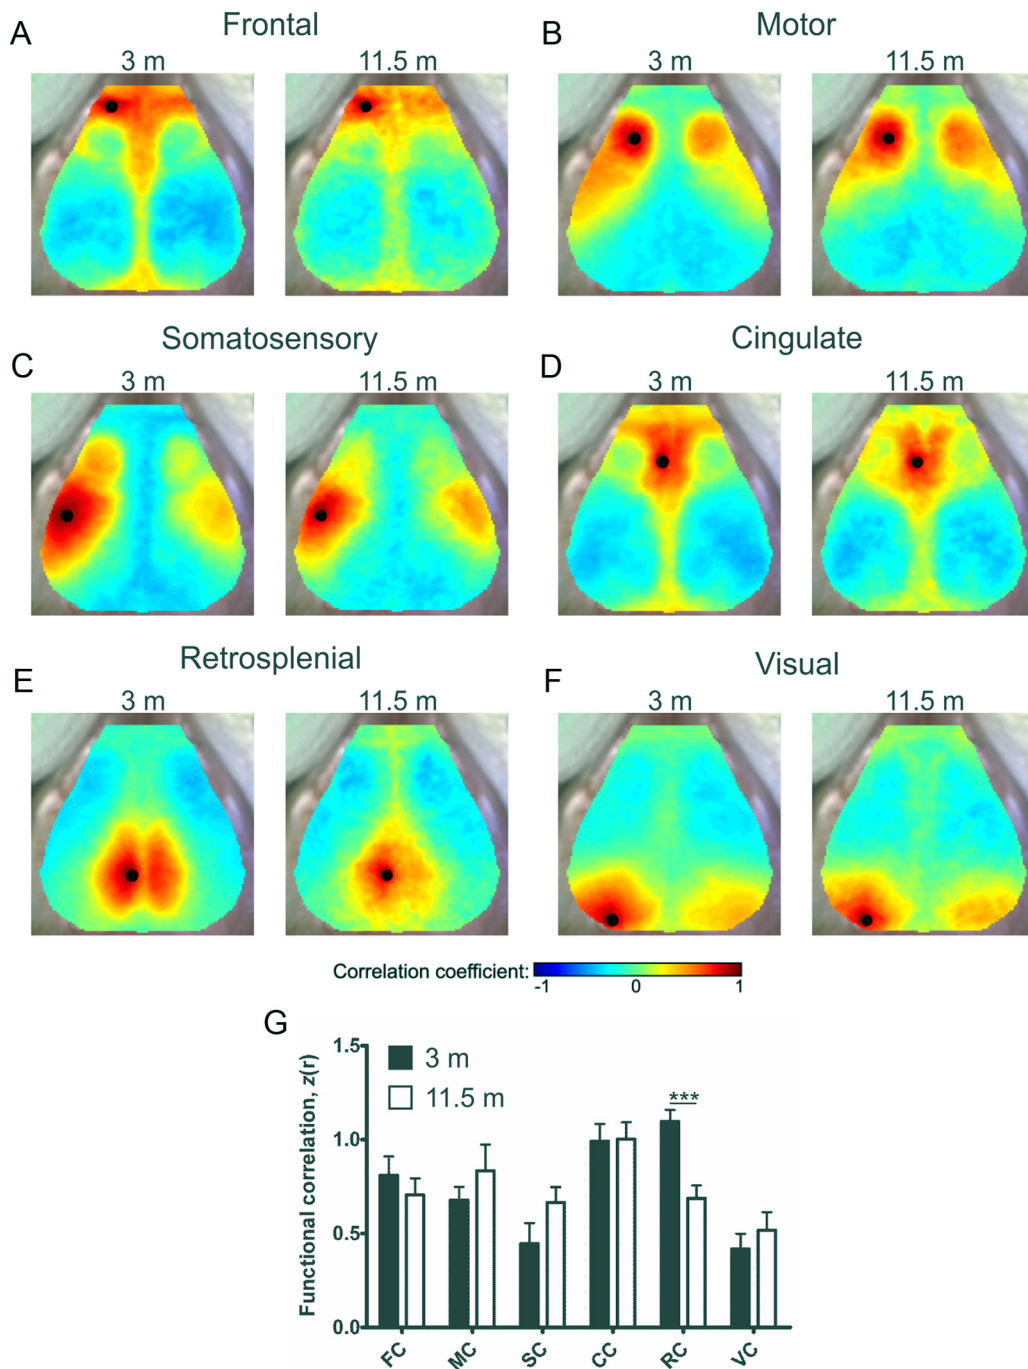 A
Frontal
3 m
11.5 m
B
Motor
3 m
11.5 m
C
Somatosensory
3 m
11.5 m
D
Cingulate
3 m
11.5 m
E
Retrosplenial
3 m
11.5 m
F
Visual
3 m
11.5 m
Correlation coefficient:
-1 0 1
G
Functional correlation, z(r)
1.5
1.0
0.5
0.0
3 m
11.5 m
***
FC MC SC CC RC VC